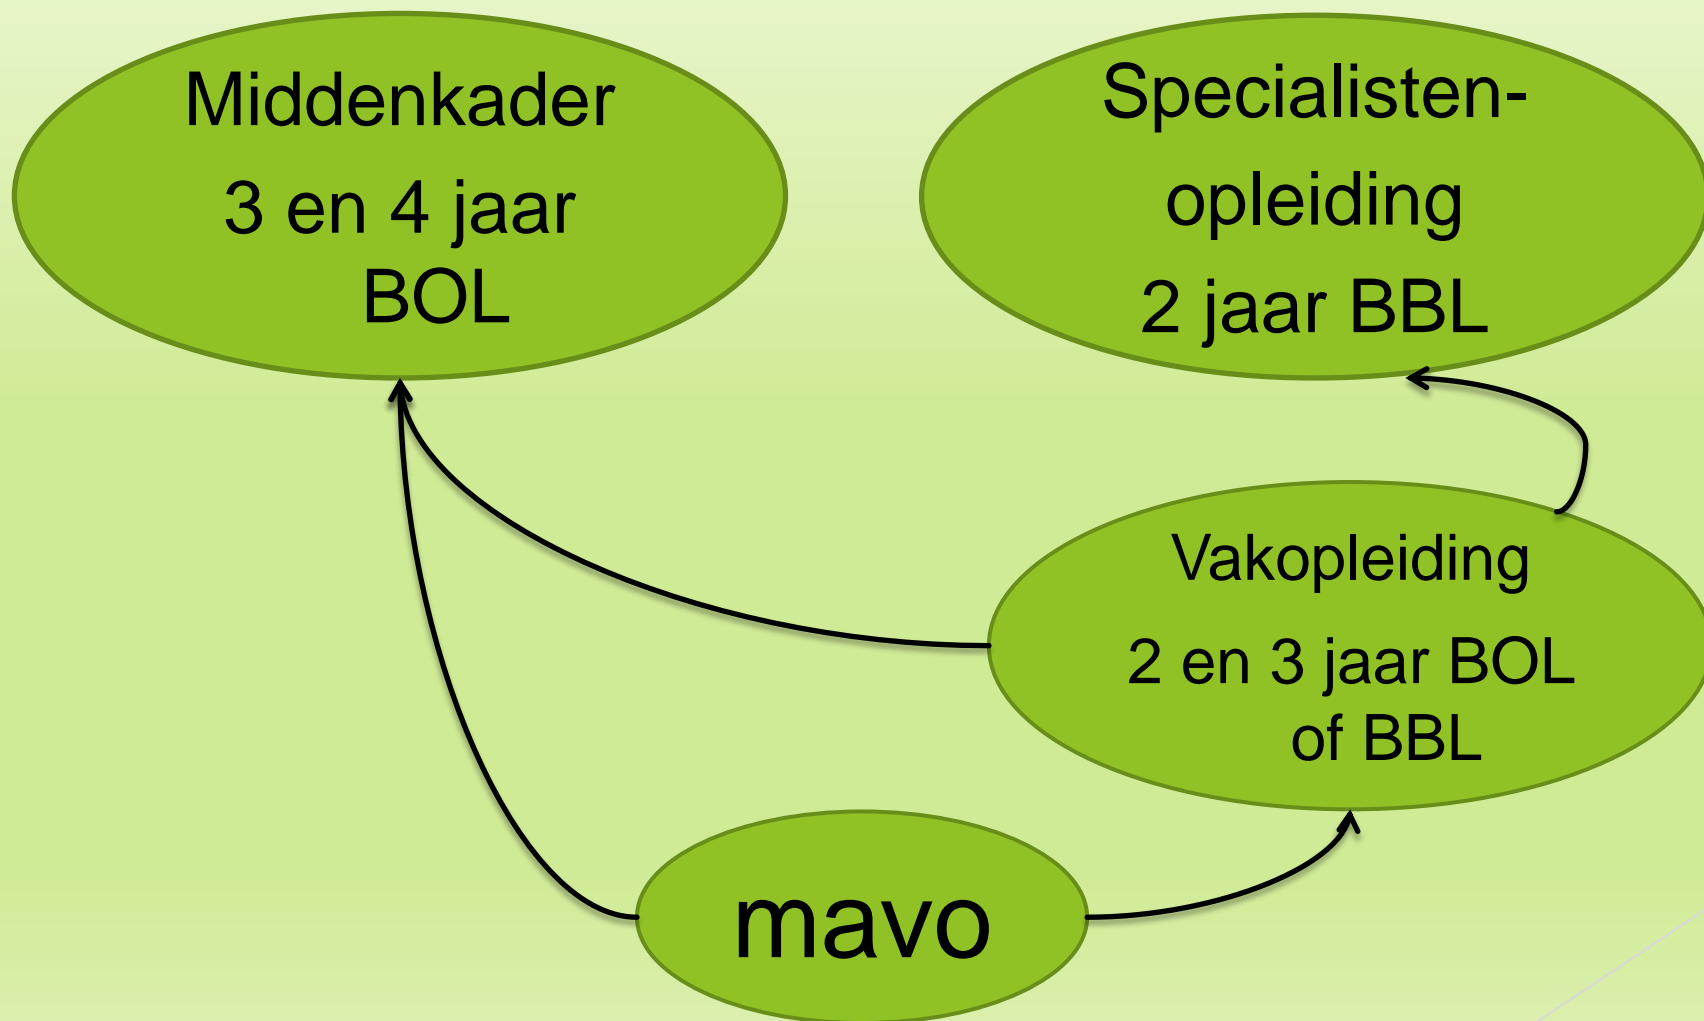 Middenkader
3 en 4 jaar
BOL
Specialisten-
opleiding
2 jaar BBL
Vakopleiding
2 en 3 jaar BOL
of BBL
mavo